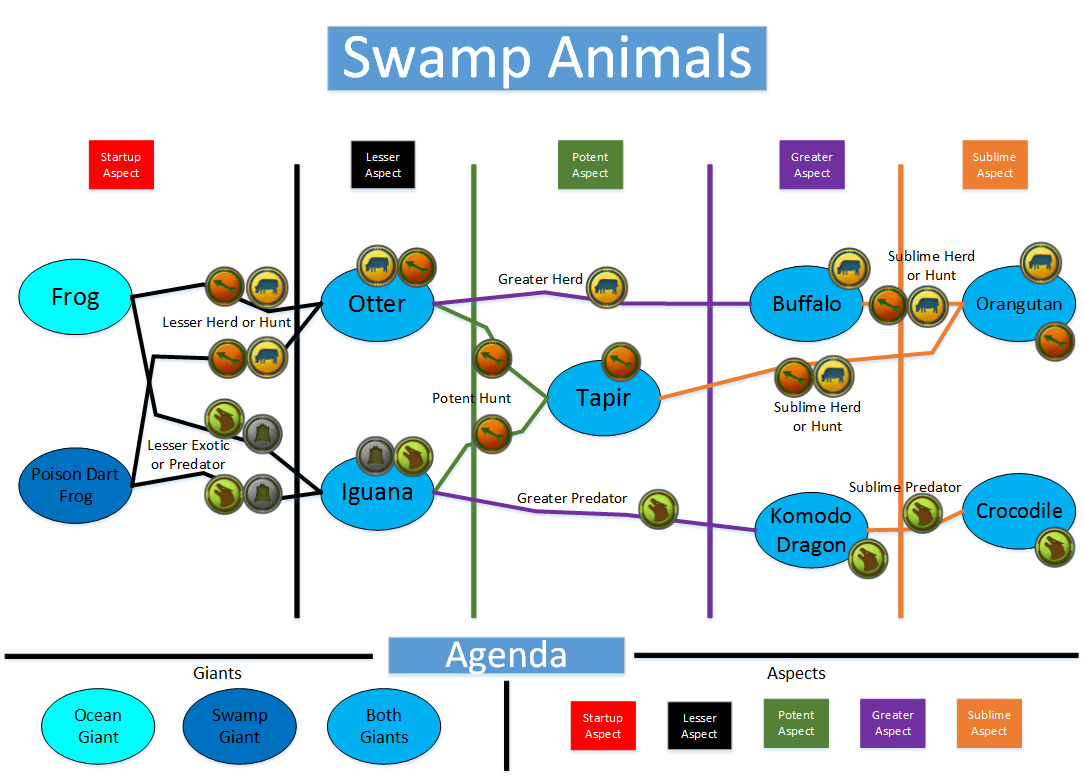 Swamp Animals
Startup
Aspect
Lesser
Aspect
Potent
Aspect
Greater
Aspect
Sublime
Aspect
Frog
Lesser Herd or Hunt
Otter
Greater Herd
Buffalo
Sublime Herd
or Hunt
Orangutan
Potent Hunt
Tapir
Sublime Herd
or Hunt
Poison Dart
Frog
Lesser Exotic
or Predator
Iguana
Greater Predator
Komodo
Dragon
Sublime Predator
Crocodile
Agenda
Giants
Ocean
Giant
Swamp
Giant
Both
Giants
Aspects
Startup
Aspect
Lesser
Aspect
Potent
Aspect
Greater
Aspect
Sublime
Aspect